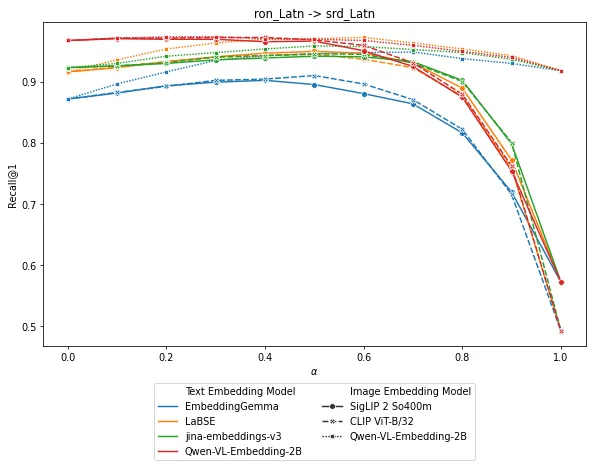 ron_Latn -> srd_Latn
Recall@1
0.9
0.8
0.7
0.6
0.5
0.0
0.2
0.4
0.6
0.8
1.0
α
Text Embedding Model
EmbeddingGemma
LaBSE
jina-embeddings-v3
Qwen-VL-Embedding-2B
Image Embedding Model
SigLIP 2 So400m
CLIP ViT-B/32
Qwen-VL-Embedding-2B